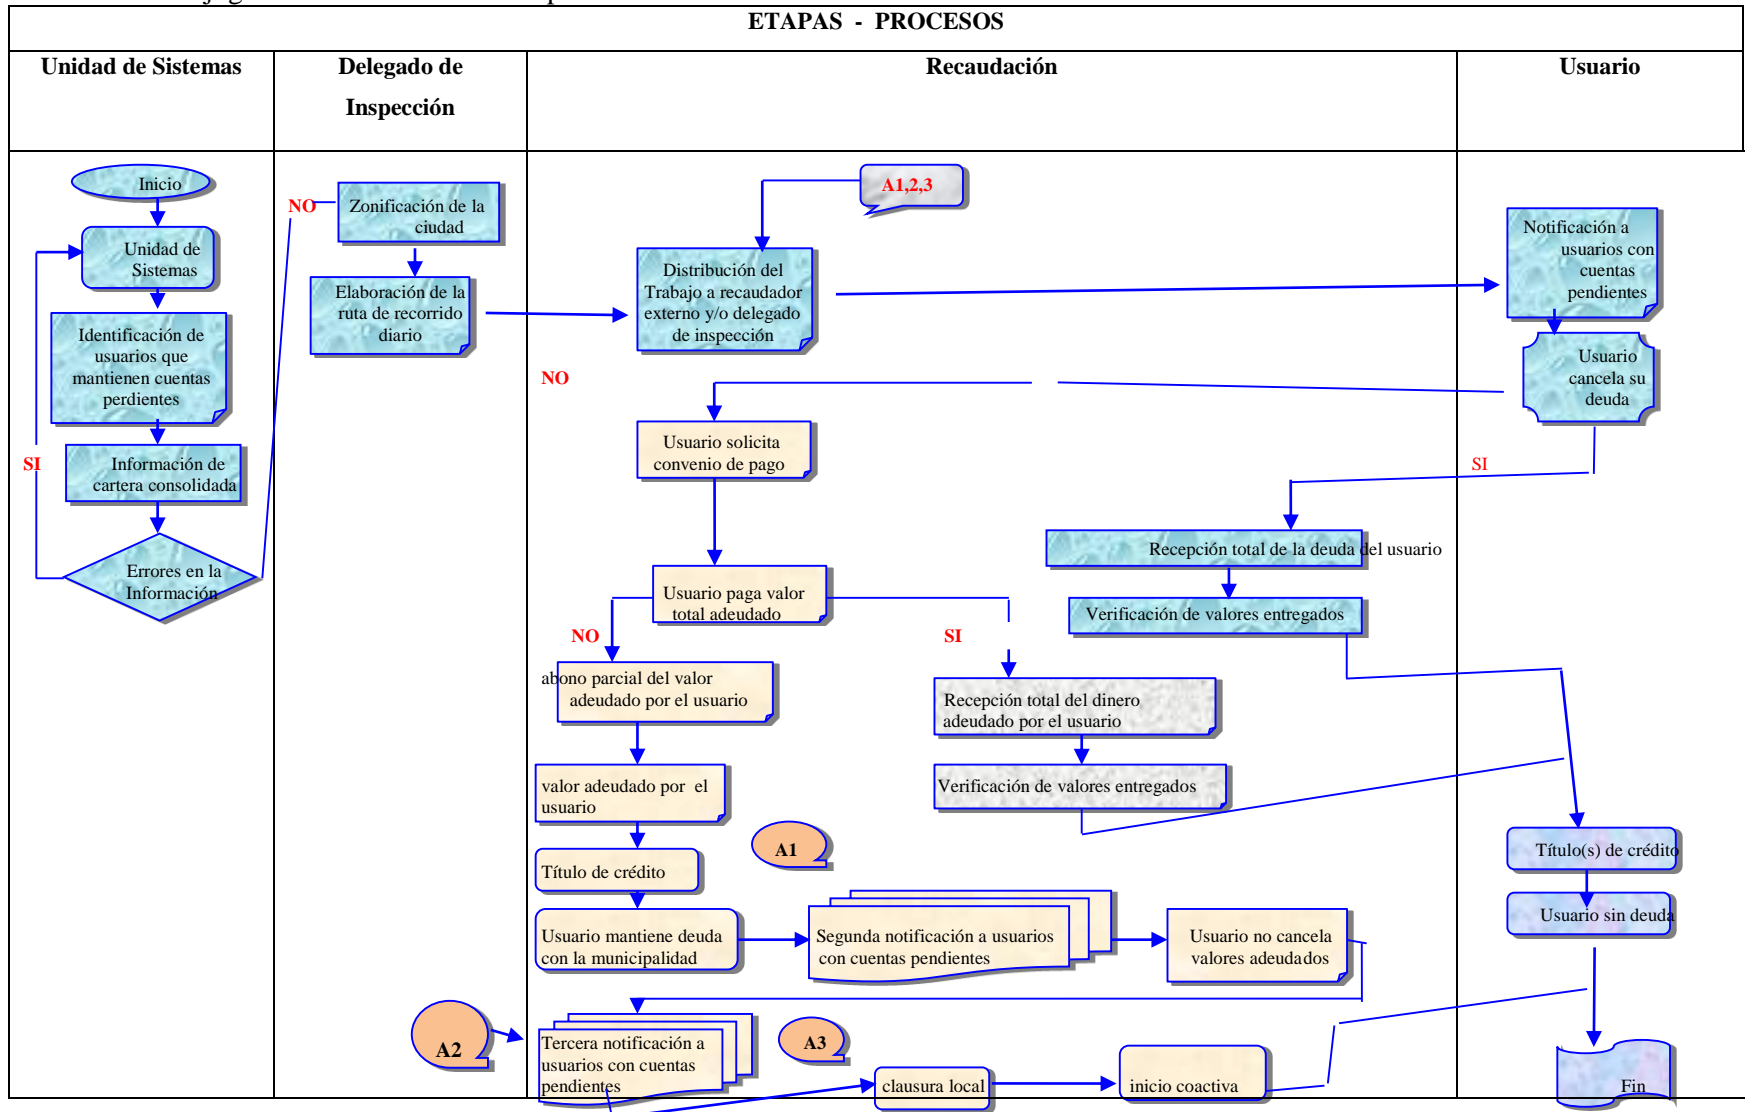 ETAPAS - PROCESOS
Unidad de Sistemas
Delegado de
Inspección
Recaudación
Usuario
Inicio
Unidad de
Sistemas
Identificación de
usuarios que
mantienen cuentas
perdientes
Información de
cartera consolidada
SI
Errores en la
Información
NO
Zonificación de la
ciudad
Elaboración de la
ruta de recorrido
diario
A1,2,3
Distribución del
Trabajo a recaudador
externo y/o delegado
de inspección
Notificación a
usuarios con
cuentas
pendientes
Usuario
cancela su
deuda
NO
Usuario solicita
convenio de pago
SI
Recepción total de la deuda del usuario
Verificación de valores entregados
Usuario paga valor
total adeudado
NO
SI
abono parcial del valor
adeudado por el usuario
Recepción total del dinero
adeudado por el usuario
valor adeudado por el
usuario
Verificación de valores entregados
A1
Título de crédito
Título(s) de crédito
Usuario sin deuda
Usuario mantiene deuda
con la municipalidad
Segunda notificación a usuarios
con cuentas pendientes
Usuario no cancela
valores adeudados
A2
Tercera notificación a
usuarios con cuentas
pendientes
A3
clausura local
inicio coactiva
Fin